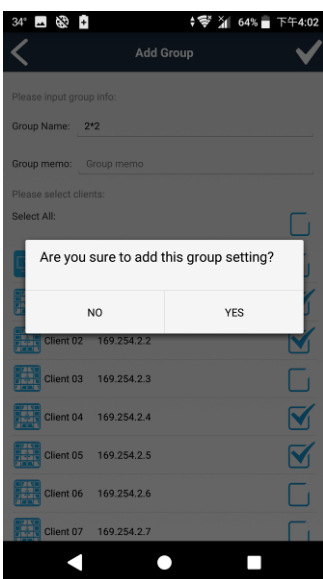 34° 64% 下午4:02
Add Group
Please input group info:
Group Name: 2*2
Group memo: Group memo
Please select clients:
Select All:
Are you sure to add this group setting?
NO YES
Client 02 169.254.2.2
Client 03 169.254.2.3
Client 04 169.254.2.4
Client 05 169.254.2.5
Client 06 169.254.2.6
Client 07 169.254.2.7